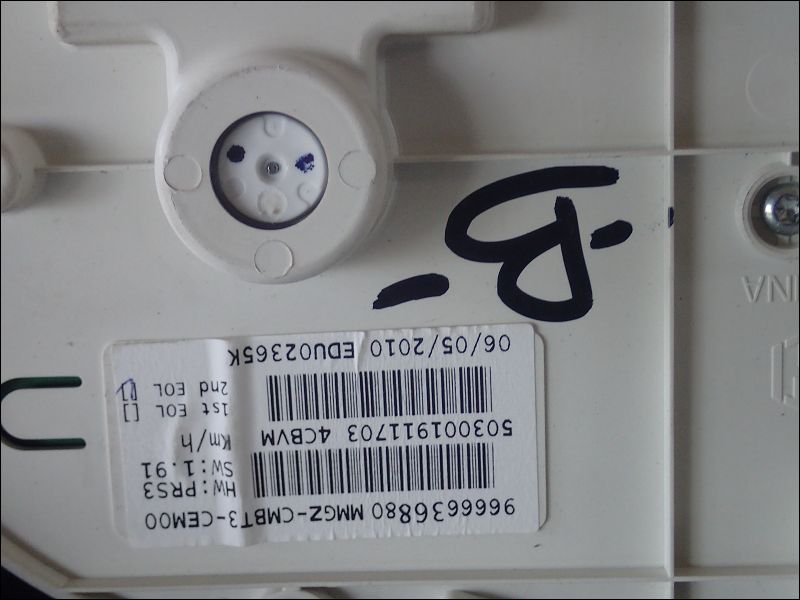 9666636880 MMGZ-CMBT3-CEM00
HW:PRS3
SW:1.91
503001911703 4CBVM
Km/h
1st EOL []
2nd EOL []
06/05/2010 EDU02365K
B